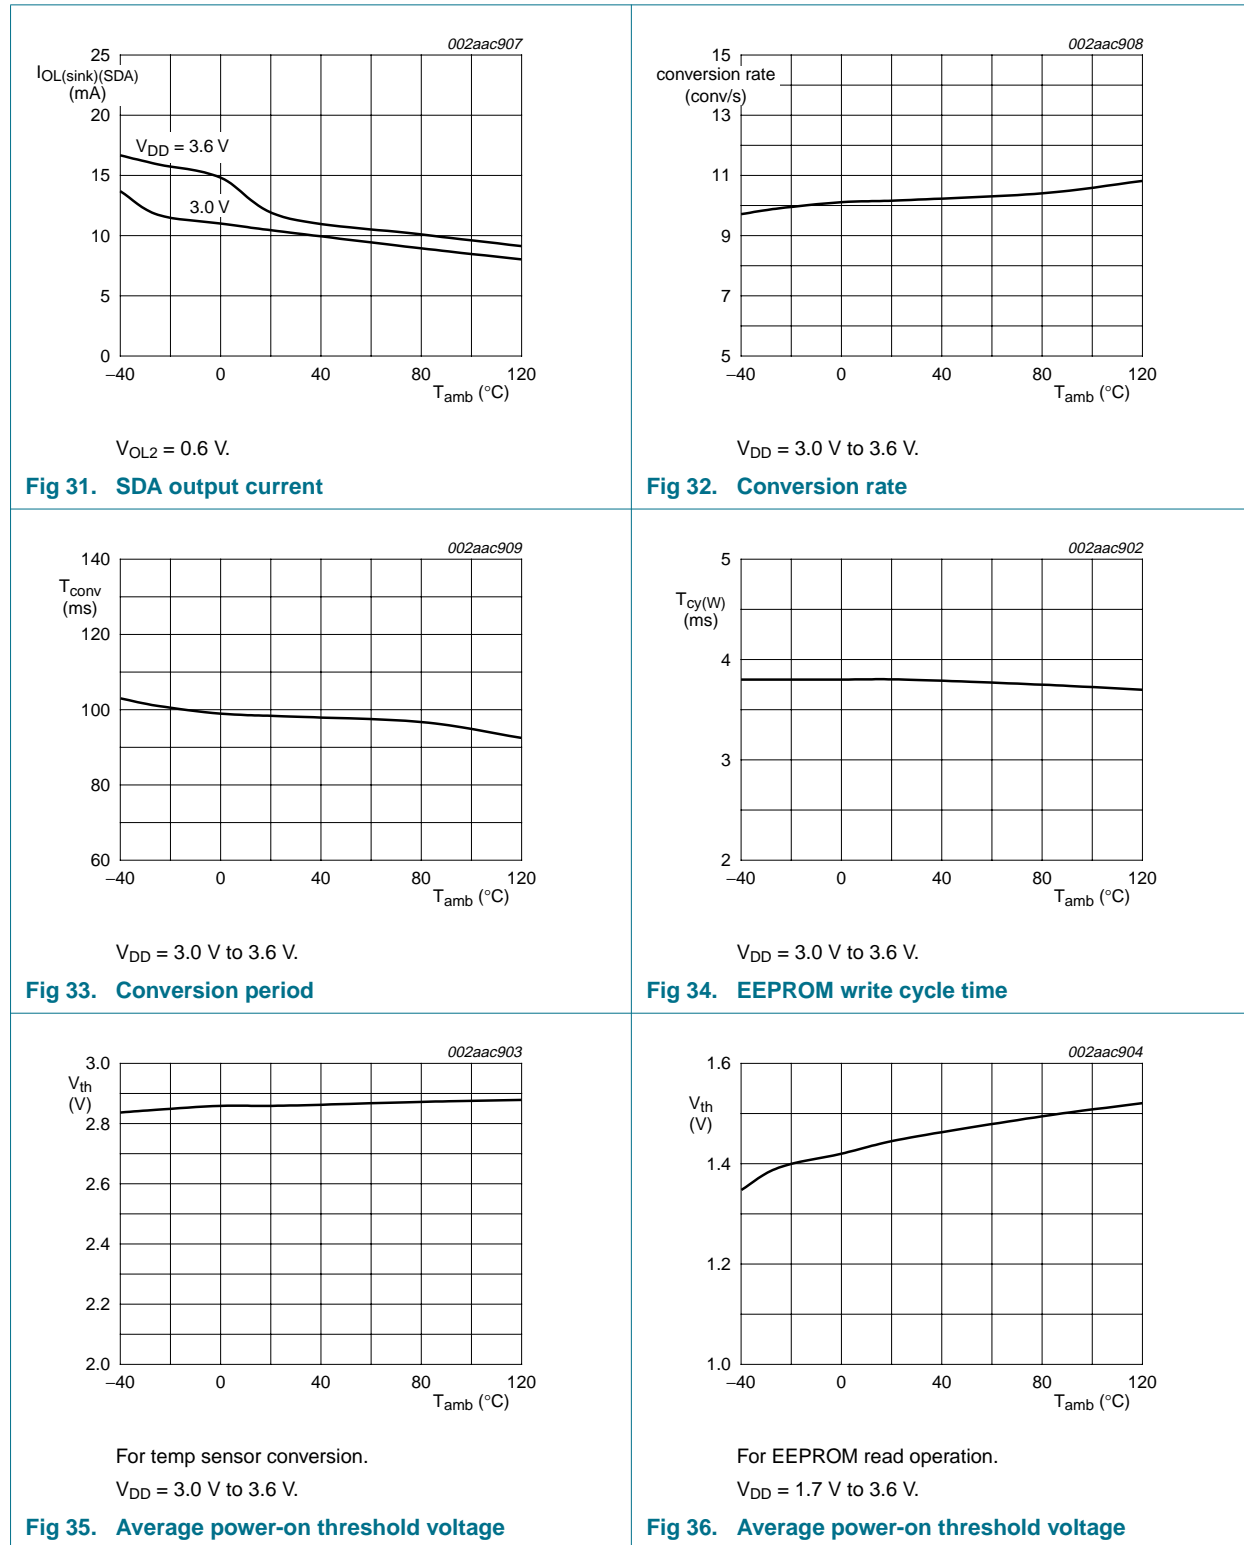 002aac907
25
IOL(sink)(SDA)
(mA)
20
VDD = 3.6 V
15
3.0 V
10
5
0
−40 0 40 80 120
Tamb (°C)
VOL2 = 0.6 V.
Fig 31. SDA output current
002aac908
15
conversion rate
(conv/s)
13
11
9
7
5
−40 0 40 80 120
Tamb (°C)
VDD = 3.0 V to 3.6 V.
Fig 32. Conversion rate
002aac909
140
Tconv
(ms)
120
100
80
60
−40 0 40 80 120
Tamb (°C)
VDD = 3.0 V to 3.6 V.
Fig 33. Conversion period
002aac902
5
Tcy(W)
(ms)
4
3
2
−40 0 40 80 120
Tamb (°C)
VDD = 3.0 V to 3.6 V.
Fig 34. EEPROM write cycle time
002aac903
3.0
Vth
(V)
2.8
2.6
2.4
2.2
2.0
−40 0 40 80 120
Tamb (°C)
For temp sensor conversion.
VDD = 3.0 V to 3.6 V.
Fig 35. Average power-on threshold voltage
002aac904
1.6
Vth
(V)
1.4
1.2
1.0
−40 0 40 80 120
Tamb (°C)
For EEPROM read operation.
VDD = 1.7 V to 3.6 V.
Fig 36. Average power-on threshold voltage